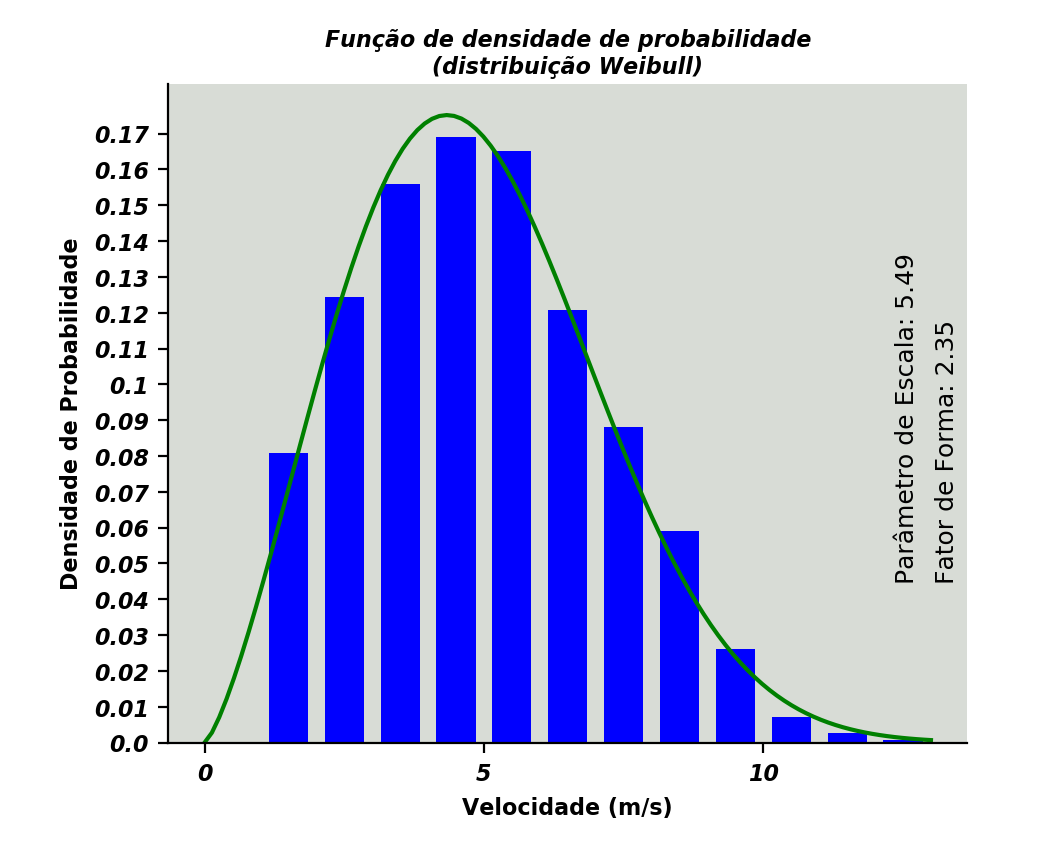 Função de densidade de probabilidade
(distribuição Weibull)
Densidade de Probabilidade
0.17
0.16
0.15
0.14
0.13
0.12
0.11
0.1
0.09
0.08
0.07
0.06
0.05
0.04
0.03
0.02
0.01
0.0
Parâmetro de Escala: 5.49
Fator de Forma: 2.35
0 5 10
Velocidade (m/s)